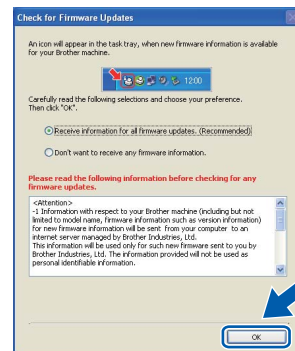 Check for Firmware Updates
An icon will appear in the task tray, when new firmware information is available
for your Brother machine.
12:00
Carefully read the following selections and choose your preference.
Then click "OK".
Receive information for all firmware updates. (Recommended)
Don't want to receive any firmware information.
Please read the following information before checking for any
firmware updates.
<Attention>
-1 Information with respect to your Brother machine (including but not
limited to model name, firmware information such as version information)
for new firmware information will be sent from your computer to an
internet server managed by Brother Industries, Ltd.
This information will be used only for such new firmware sent to you by
Brother Industries, Ltd. The information provided will not be used as
personal identifiable information.
OK